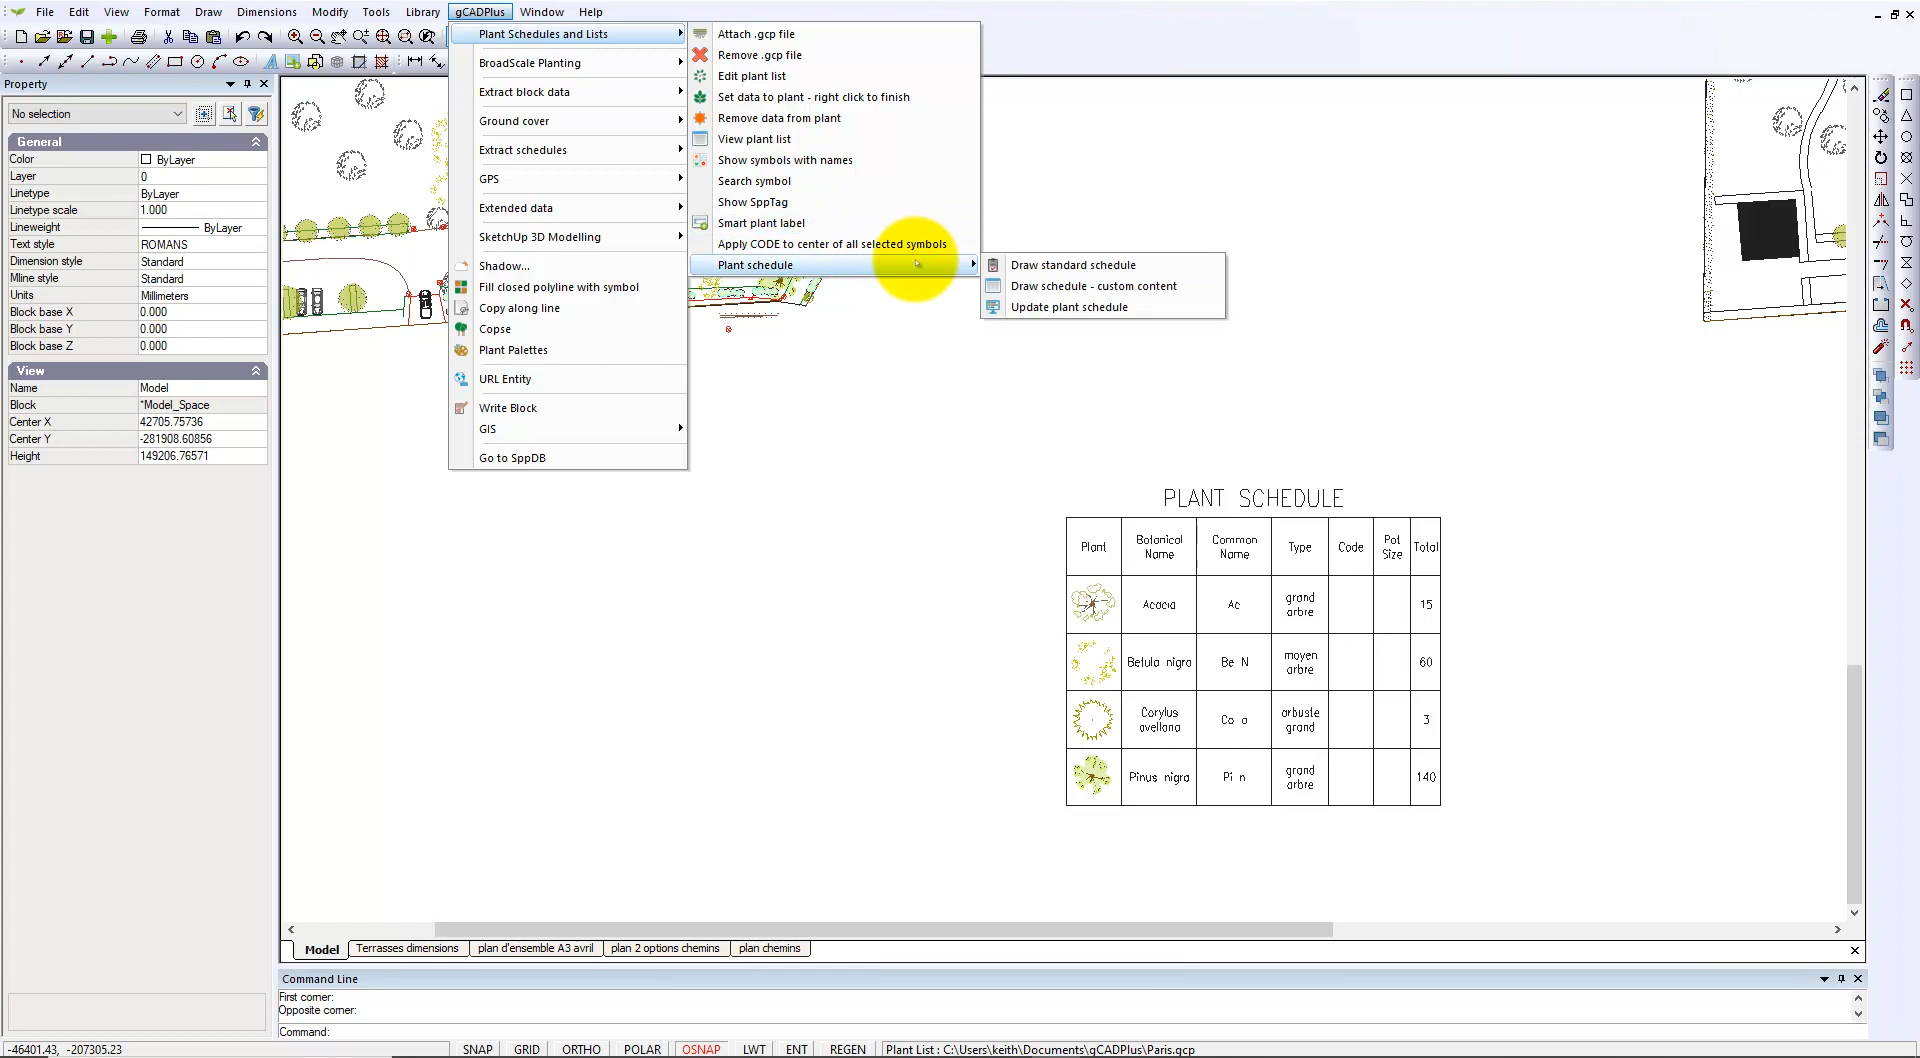 File Edit View Format Draw Dimensions Modify Tools Library gCADPlus Window Help
Property
No selection
General
Color ByLayer
Layer 0
Linetype ByLayer
Linetype scale 1.000
Lineweight ByLayer
Text style ROMANS
Dimension style Standard
Mline style Standard
Units Millimeters
Block base X 0.000
Block base Y 0.000
Block base Z 0.000
View
Name Model
Block *Model_Space
Center X 42705.75736
Center Y -281908.60856
Height 149206.76571
Plant Schedules and Lists
BroadScale Planting
Extract block data
Ground cover
Extract schedules
GPS
Extended data
SketchUp 3D Modelling
Shadow...
Fill closed polyline with symbol
Copy along line
Copse
Plant Palettes
URL Entity
Write Block
GIS
Go to SppDB
Attach .gcp file
Remove .gcp file
Edit plant list
Set data to plant - right click to finish
Remove data from plant
View plant list
Show symbols with names
Search symbol
Show SppTag
Smart plant label
Apply CODE to center of all selected symbols
Plant schedule
Draw standard schedule
Draw schedule - custom content
Update plant schedule
PLANT SCHEDULE
Plant Botanical Name Common Name Type Code Pot Size Total
Acacia Ac grand arbre 15
Betula nigra Be N moyen arbre 60
Corylus avellana Co a arbuste grand 3
Pinus nigra Pi n grand arbre 140
Model Terrasses dimensions plan d'ensemble A3 avril plan 2 options chemins plan chemins
Command Line
First corner:
Opposite corner:
Command:
-46401.43, -207305.23 SNAP GRID ORTHO POLAR OSNAP LWT ENT REGEN Plant List : C:\Users\keith\Documents\gCADPlus\Paris.gcp